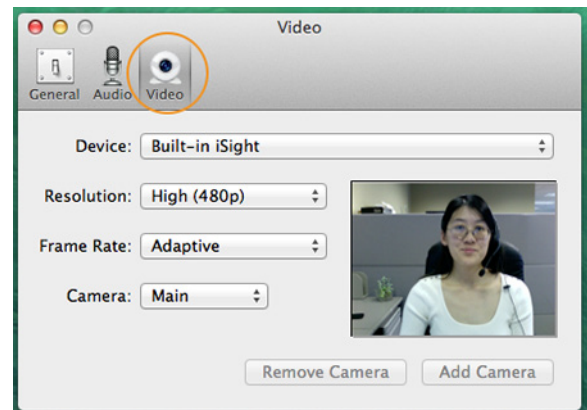 Video
General Audio Video
Device: Built-in iSight
Resolution: High (480p)
Frame Rate: Adaptive
Camera: Main
Remove Camera Add Camera